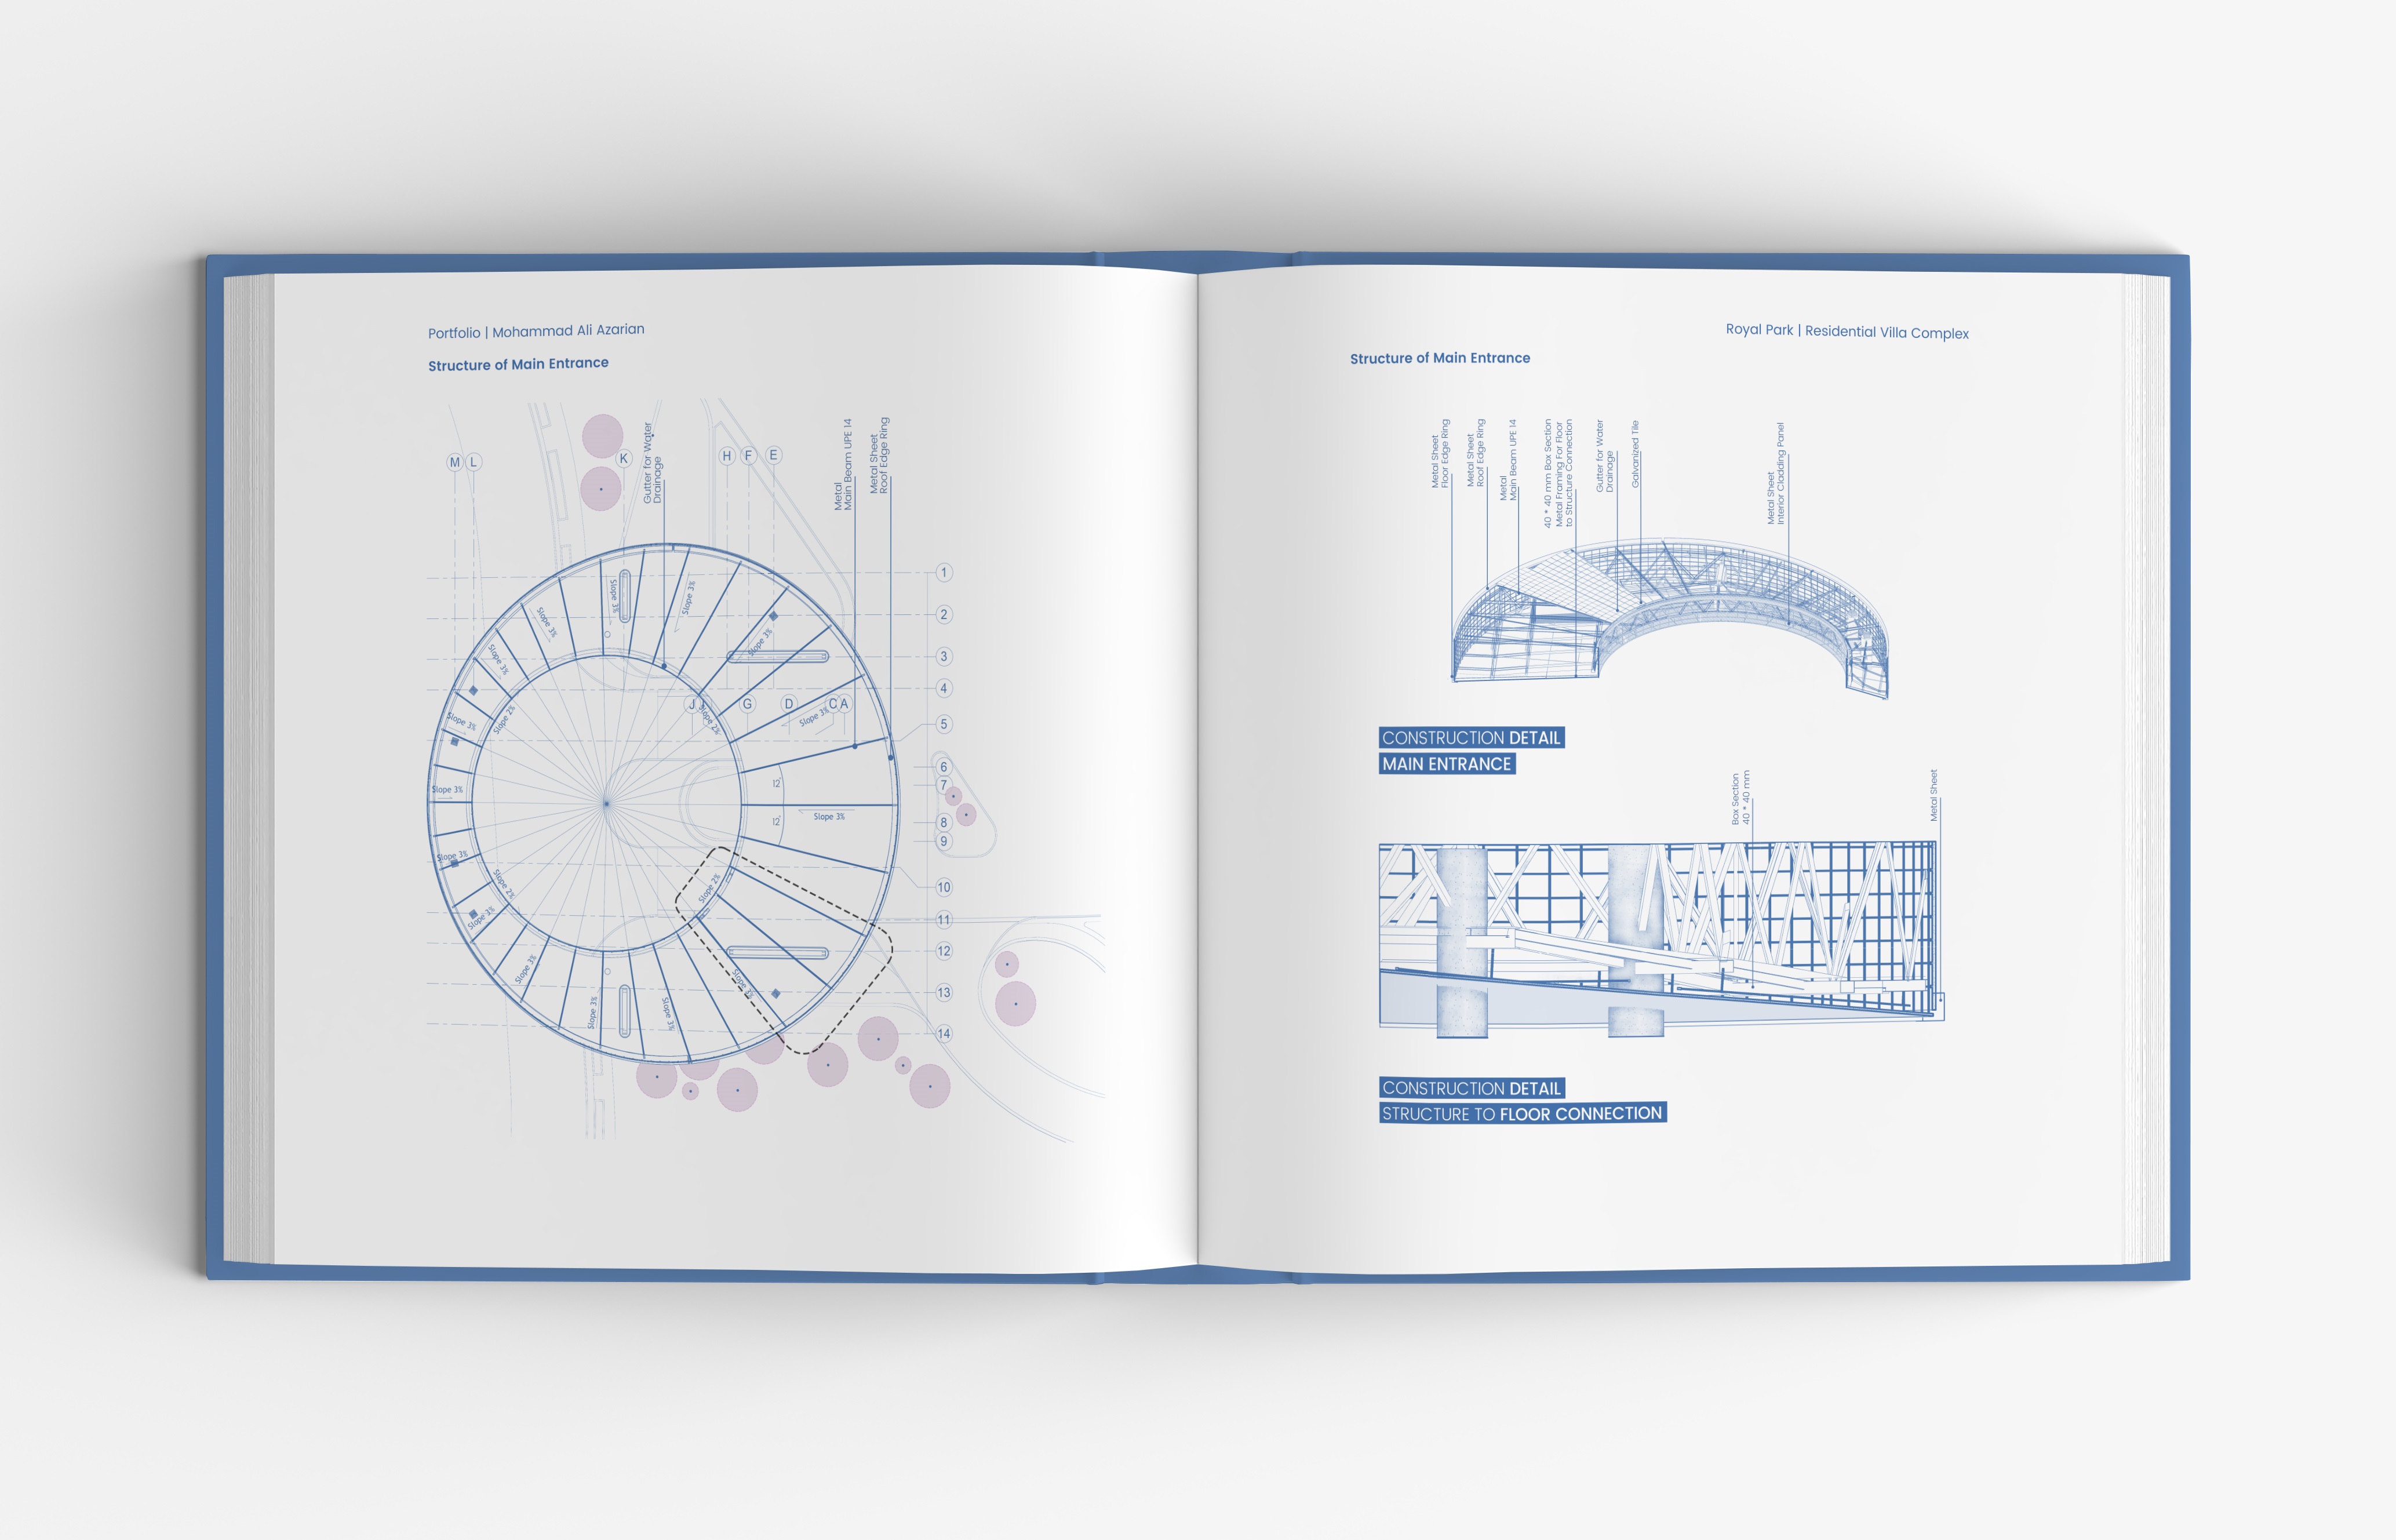 Portfolio | Mohammad Ali Azarian
Structure of Main Entrance
M
L
K
Gutter for Water
Drainage
H
F
E
Metal
Main Beam UPE 14
Metal Sheet
Roof Edge Ring
1
2
3
4
5
6
7
8
9
10
11
12
13
14
J
G
D
C
A
Slope 3%
Slope 3%
Slope 3%
Slope 3%
Slope 3%
Slope 3%
Slope 2%
Slope 2%
Slope 3%
Slope 3%
12°
12°
Slope 3%
Slope 3%
Slope 2%
Slope 2%
Slope 3%
Slope 3%
Slope 3%
Slope 3%
Slope 3%
Royal Park | Residential Villa Complex
Structure of Main Entrance
Metal Sheet
Floor Edge Ring
Metal Sheet
Roof Edge Ring
Metal
Main Beam UPE 14
40 * 40 mm Box Section
Metal Framing For Floor
to Structure Connection
Gutter for Water
Drainage
Galvanized Tile
Metal Sheet
Interior Cladding Panel
CONSTRUCTION DETAIL
MAIN ENTRANCE
Box Section
40 * 40 mm
Metal Sheet
CONSTRUCTION DETAIL
STRUCTURE TO FLOOR CONNECTION